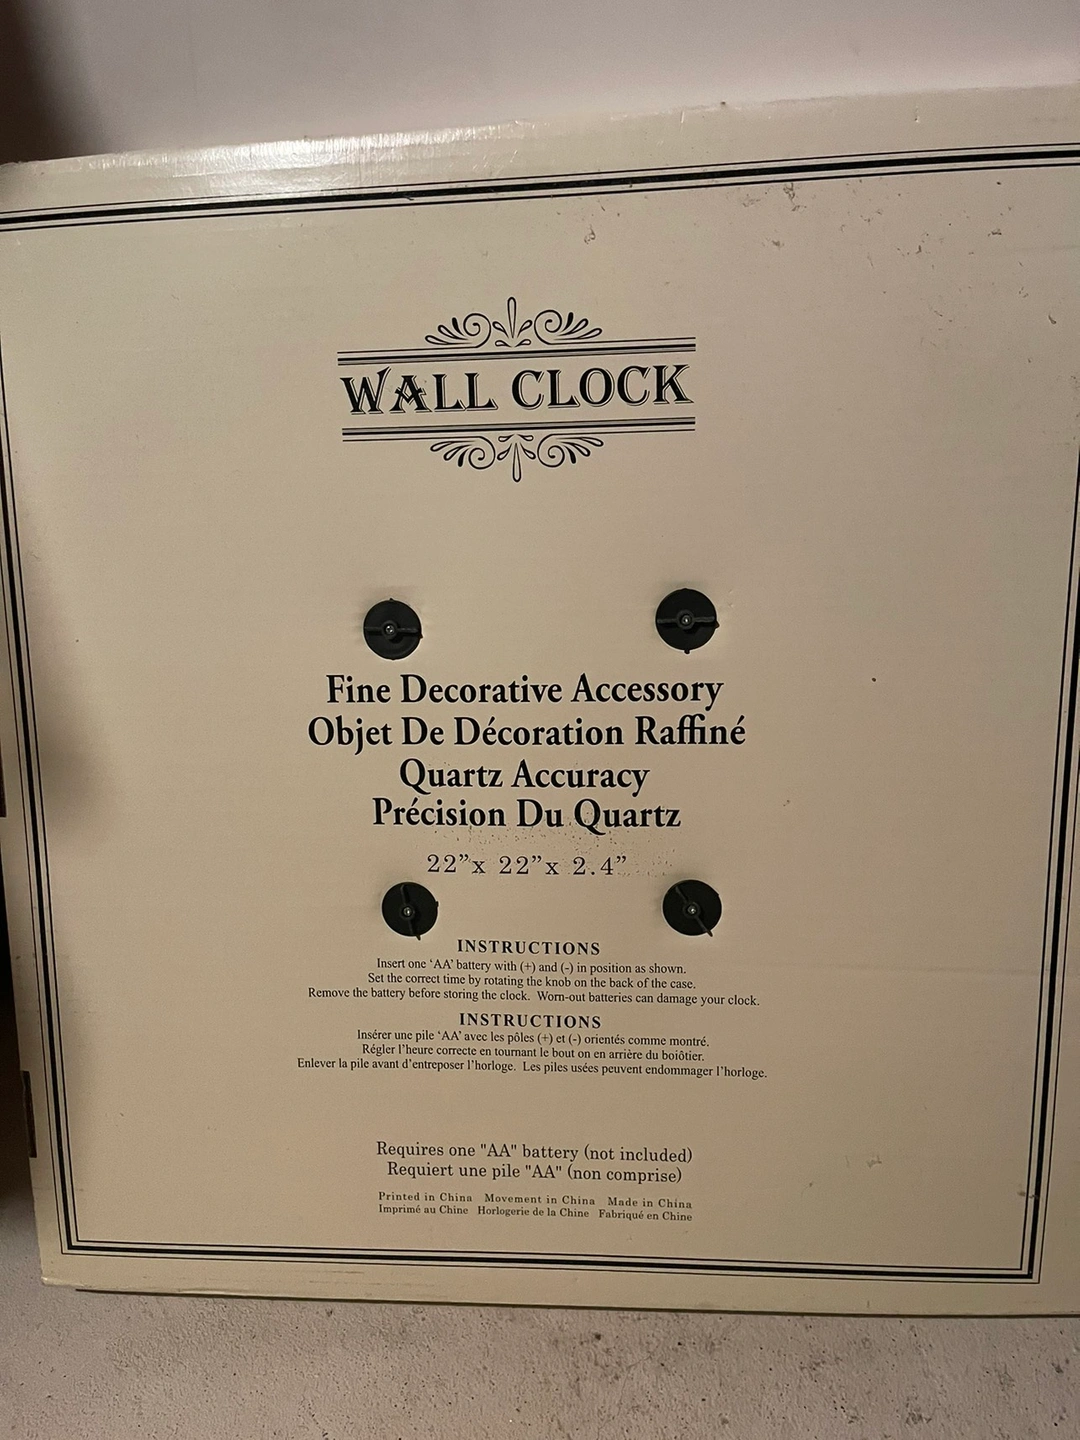 WALL CLOCK
Fine Decorative Accessory
Objet De Décoration Raffiné
Quartz Accuracy
Précision Du Quartz
22”x 22”x 2.4”
INSTRUCTIONS
Insert one ‘AA’ battery with (+) and (-) in position as shown.
Set the correct time by rotating the knob on the back of the case.
Remove the battery before storing the clock. Worn-out batteries can damage your clock.
INSTRUCTIONS
Insérer une pile ‘AA’ avec les pôles (+) et (-) orientés comme montré.
Régler l’heure correcte en tournant le bout on en arrière du boiôtier.
Enlever la pile avant d’entreposer l’horloge. Les piles usées peuvent endommager l’horloge.
Requires one "AA" battery (not included)
Requiert une pile "AA" (non comprise)
Printed in China Movement in China Made in China
Imprimé au Chine Horlogerie de la Chine Fabriqué en Chine